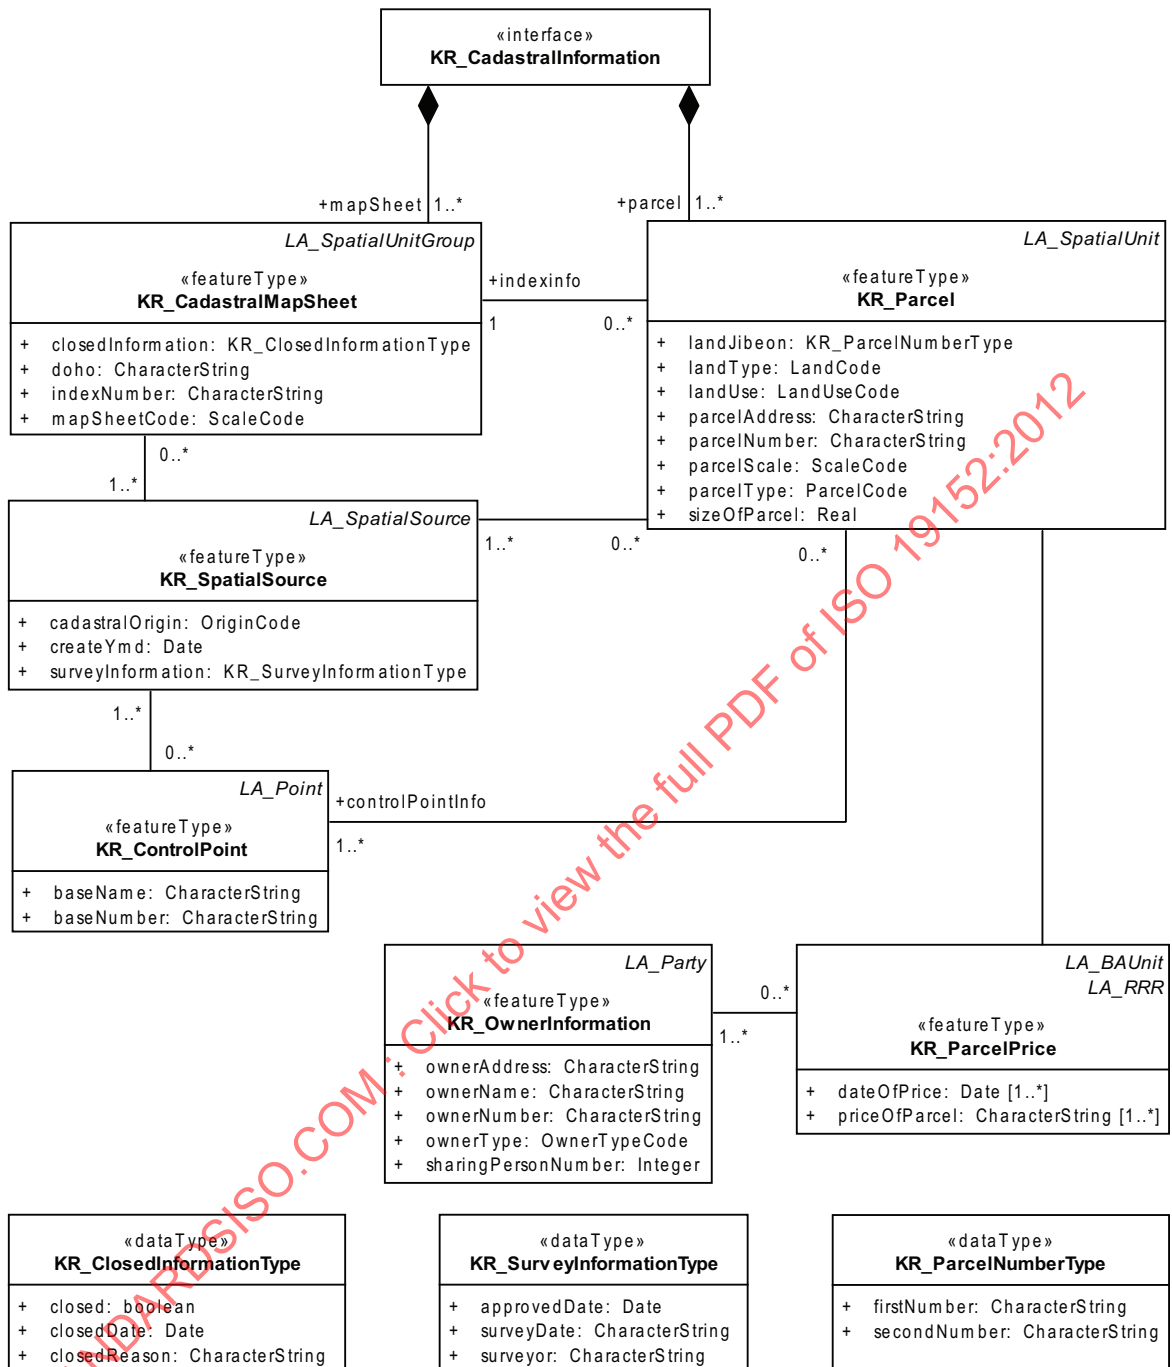 «interface»
KR_CadastralInformation
+mapSheet 1..*
+parcel 1..*
LA_SpatialUnitGroup
«featureType»
KR_CadastralMapSheet
+ closedInformation: KR_ClosedInformationType
+ doho: CharacterString
+ indexNumber: CharacterString
+ mapSheetCode: ScaleCode
+indexinfo
1
0..*
LA_SpatialUnit
«featureType»
KR_Parcel
+ landJibeon: KR_ParcelNumberType
+ landType: LandCode
+ landUse: LandUseCode
+ parcelAddress: CharacterString
+ parcelNumber: CharacterString
+ parcelScale: ScaleCode
+ parcelType: ParcelCode
+ sizeOfParcel: Real
0..*
1..*
LA_SpatialSource
«featureType»
KR_SpatialSource
+ cadastralOrigin: OriginCode
+ createYmd: Date
+ surveyInformation: KR_SurveyInformationType
1..*
0..*
0..*
1..*
0..*
LA_Point
«featureType»
KR_ControlPoint
+ baseName: CharacterString
+ baseNumber: CharacterString
+controlPointInfo
1..*
LA_Party
«featureType»
KR_OwnerInformation
+ ownerAddress: CharacterString
+ ownerName: CharacterString
+ ownerNumber: CharacterString
+ ownerType: OwnerTypeCode
+ sharingPersonNumber: Integer
0..*
1..*
LA_BAUnit
LA_RRR
«featureType»
KR_ParcelPrice
+ dateOfPrice: Date [1..*]
+ priceOfParcel: CharacterString [1..*]
«dataType»
KR_ClosedInformationType
+ closed: boolean
+ closedDate: Date
+ closedReason: CharacterString
«dataType»
KR_SurveyInformationType
+ approvedDate: Date
+ surveyDate: CharacterString
+ surveyor: CharacterString
«dataType»
KR_ParcelNumberType
+ firstNumber: CharacterString
+ secondNumber: CharacterString
NDARDSISO.COM : Click to view the full PDF of ISO 19152:2012